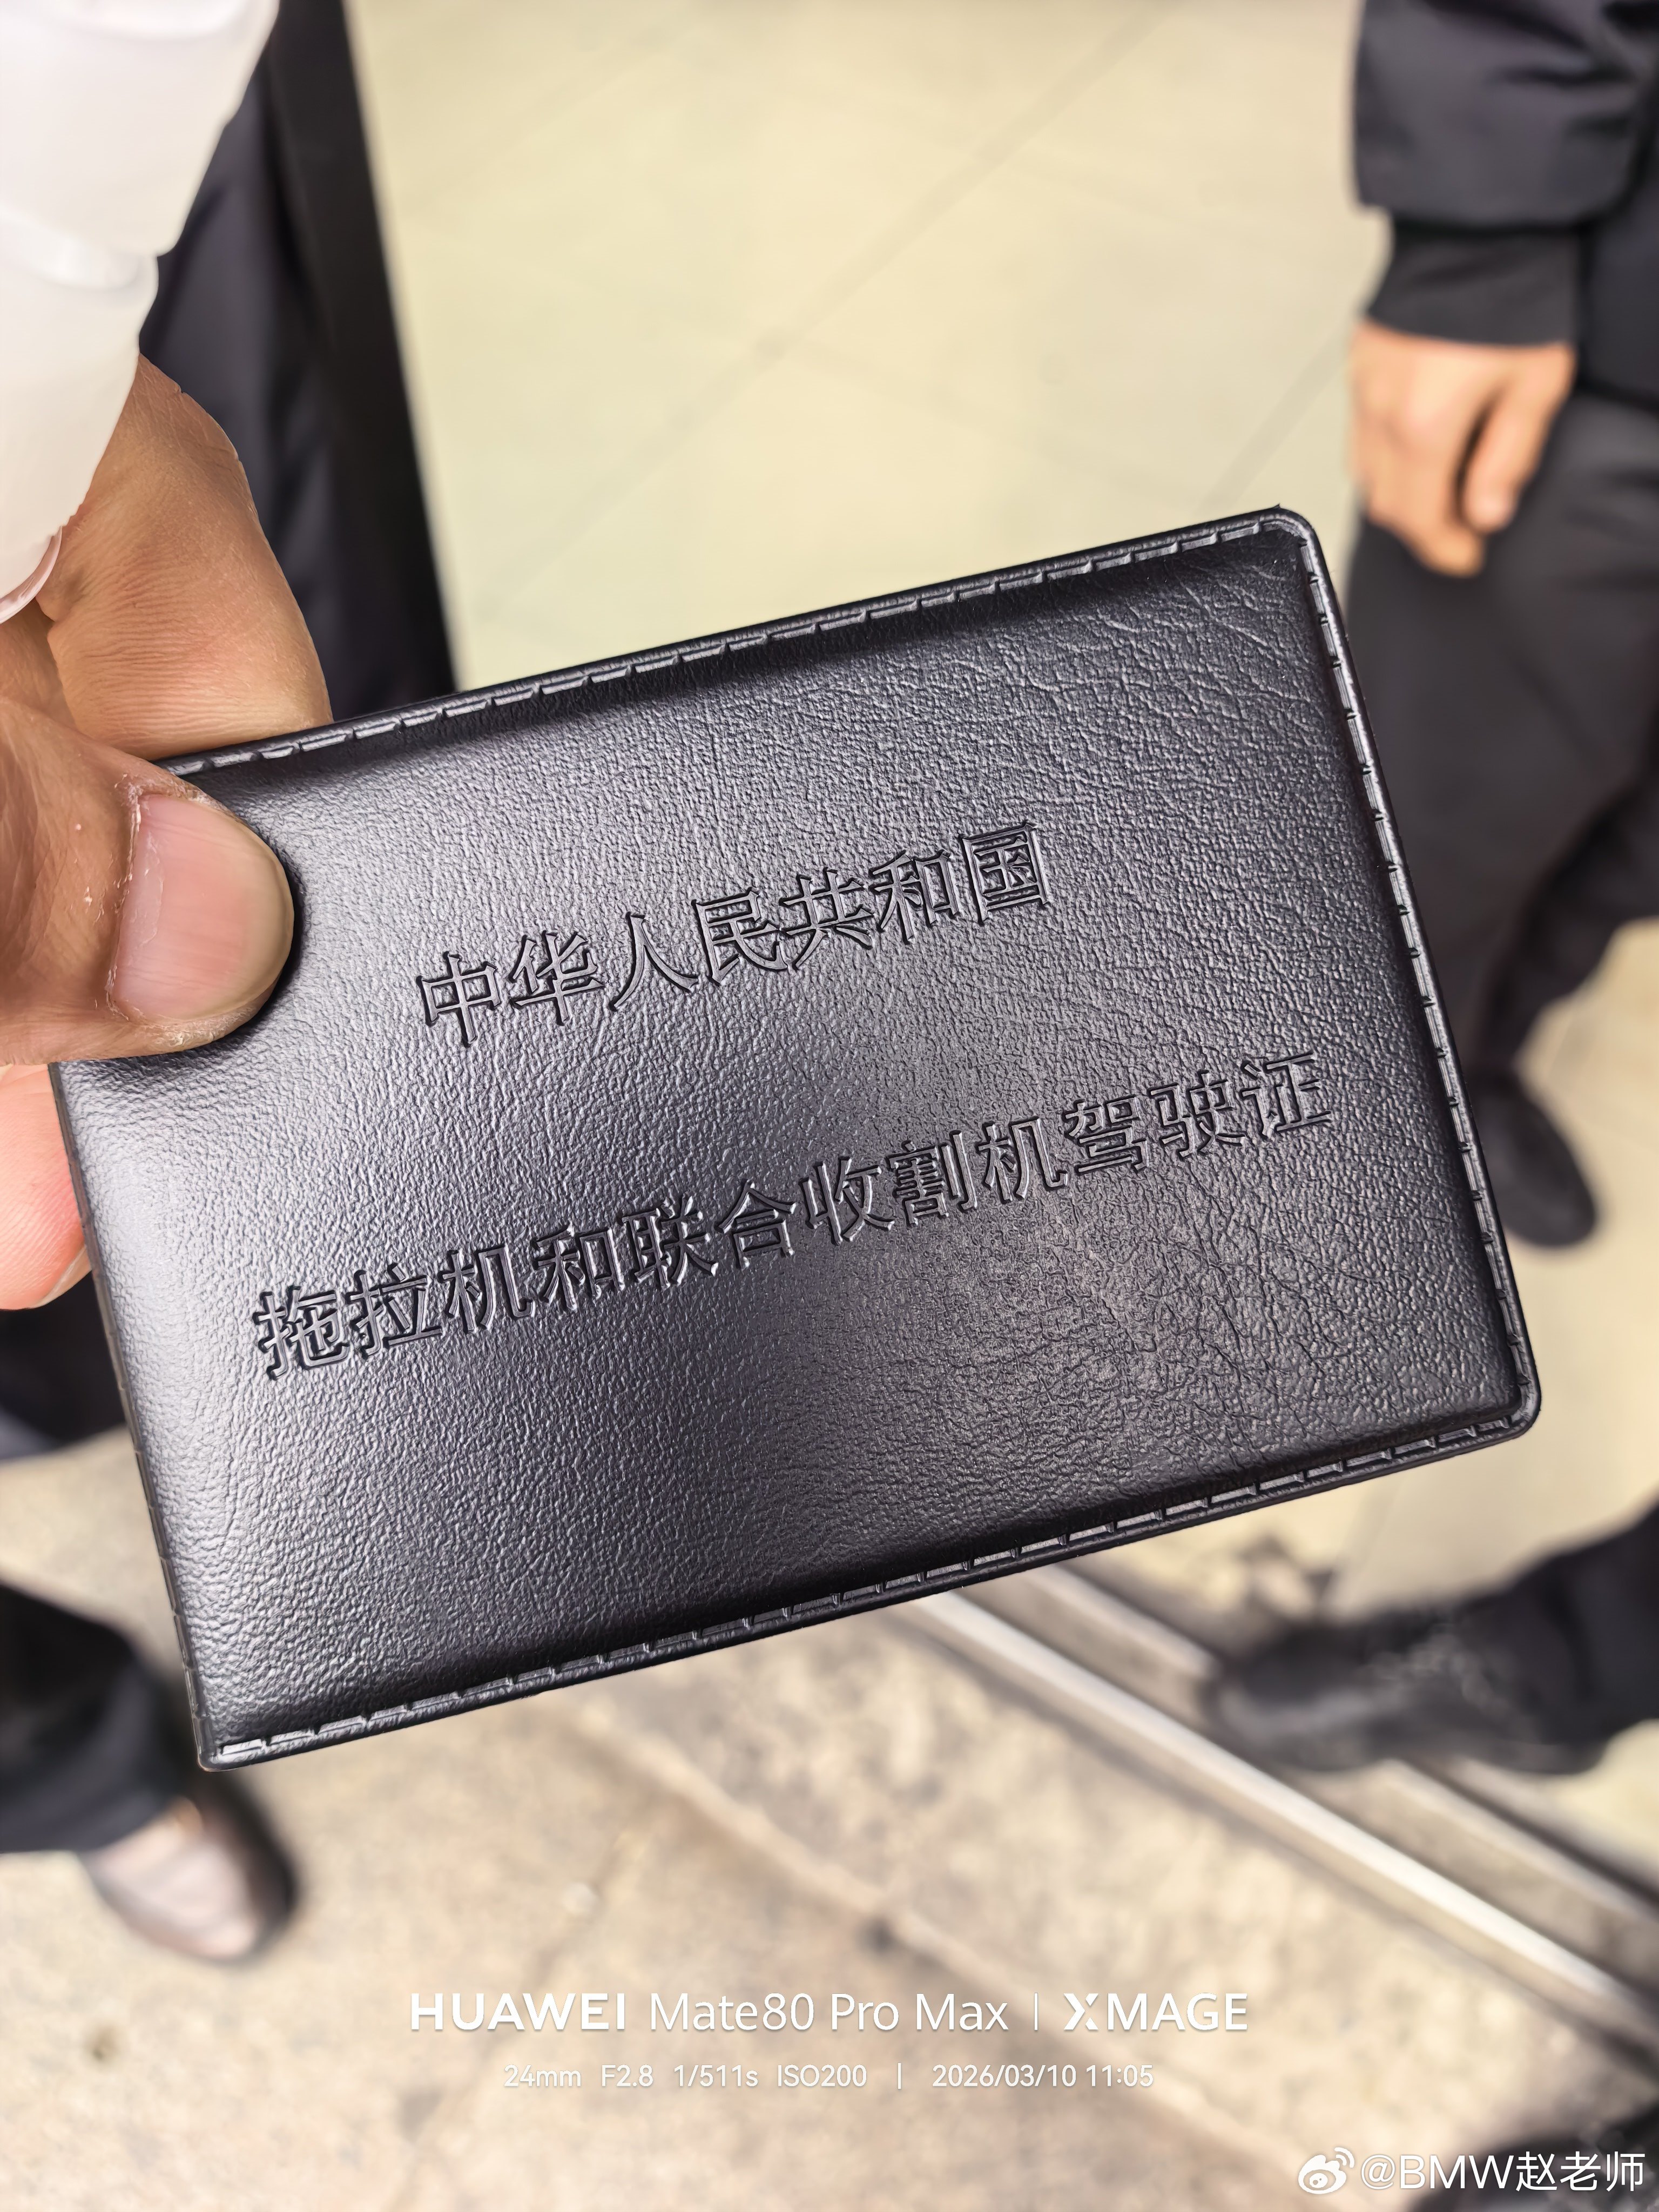 中华人民共和国
拖拉机和联合收割机驾驶证
HUAWEI Mate80 Pro Max | XMAGE
24mm F2.8 1/511s ISO200 | 2026/03/10 11:05
@BMW赵老师